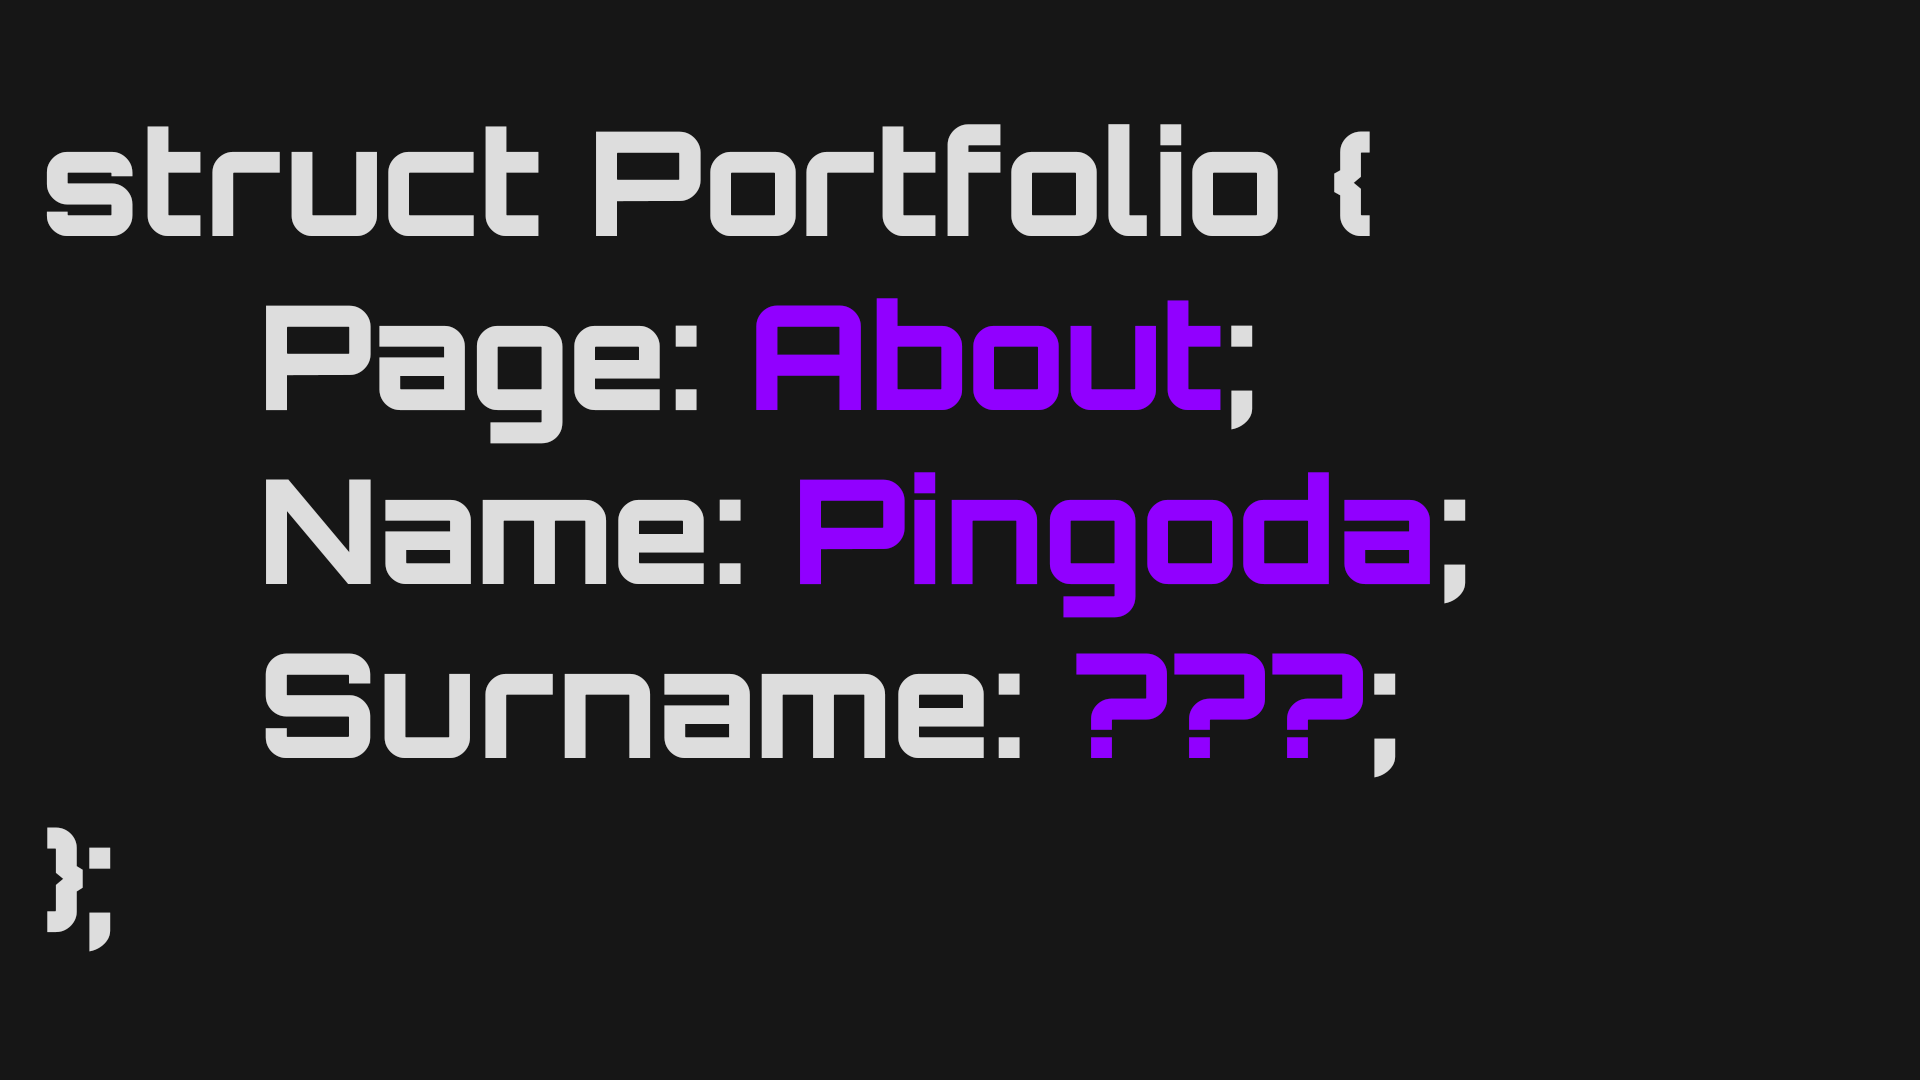 struct Portfolio {
Page: About;
Name: Pingoda;
Surname: ???;
};